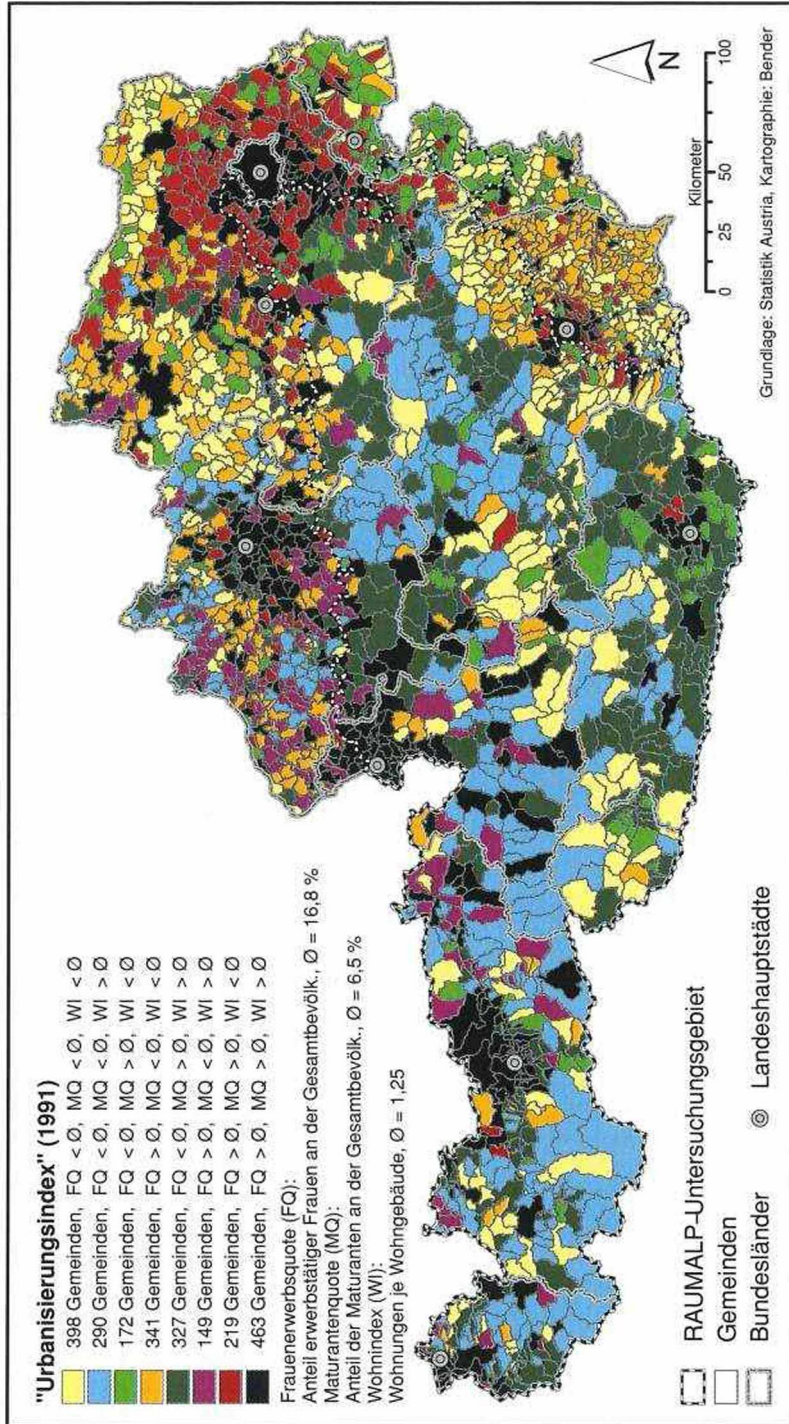 "Urbanisierungsindex" (1991)
398 Gemeinden, FQ < Ø, MQ < Ø, WI < Ø
290 Gemeinden, FQ < Ø, MQ < Ø, WI > Ø
172 Gemeinden, FQ < Ø, MQ > Ø, WI < Ø
341 Gemeinden, FQ > Ø, MQ < Ø, WI < Ø
327 Gemeinden, FQ < Ø, MQ > Ø, WI > Ø
149 Gemeinden, FQ > Ø, MQ < Ø, WI > Ø
219 Gemeinden, FQ > Ø, MQ > Ø, WI < Ø
463 Gemeinden, FQ > Ø, MQ > Ø, WI > Ø
Frauenerwerbsquote (FQ):
Anteil erwerbstätiger Frauen an der Gesamtbevölk., Ø = 16,8 %
Maturantenquote (MQ):
Anteil der Maturanten an der Gesamtbevölk., Ø = 6,5 %
Wohnindex (WI):
Wohnungen je Wohngebäude, Ø = 1,25
RAUMALP-Untersuchungsgebiet
Gemeinden
Bundesländer
Landeshauptstädte
N
Kilometer
0 25 50 100
Grundlage: Statistik Austria, Kartographie: Bender